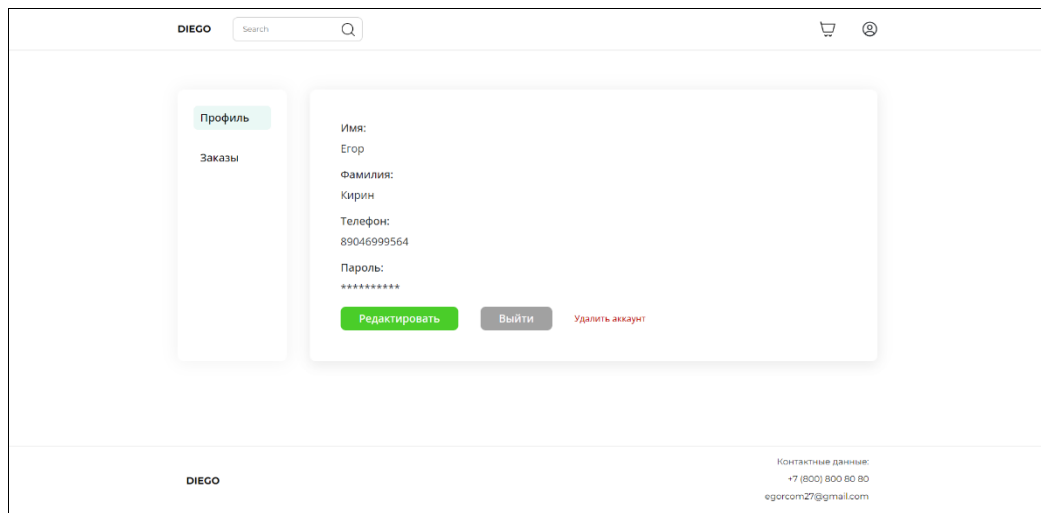 DIEGO
Search
Профиль
Заказы
Имя:
Егор
Фамилия:
Кирин
Телефон:
89046999564
Пароль:
**********
Редактировать
Выйти
Удалить аккаунт
DIEGO
Контактные данные:
+7 (800) 800 80 80
egorcom27@gmail.com